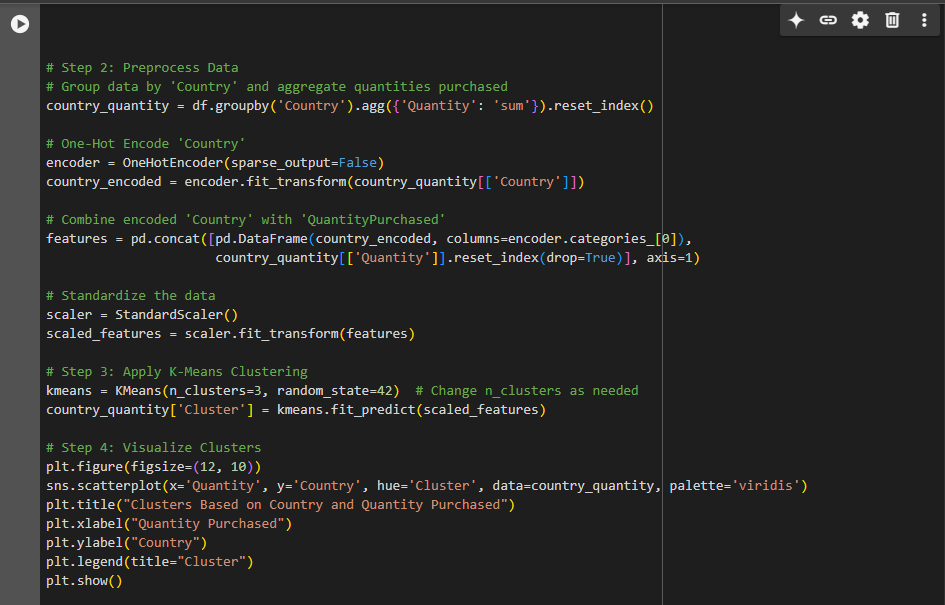 # Step 2: Preprocess Data
# Group data by 'Country' and aggregate quantities purchased
country_quantity = df.groupby('Country').agg({'Quantity': 'sum'}).reset_index()
# One-Hot Encode 'Country'
encoder = OneHotEncoder(sparse_output=False)
country_encoded = encoder.fit_transform(country_quantity[['Country']])
# Combine encoded 'Country' with 'QuantityPurchased'
features = pd.concat([pd.DataFrame(country_encoded, columns=encoder.categories_[0]),
country_quantity[['Quantity']].reset_index(drop=True)], axis=1)
# Standardize the data
scaler = StandardScaler()
scaled_features = scaler.fit_transform(features)
# Step 3: Apply K-Means Clustering
kmeans = KMeans(n_clusters=3, random_state=42)  # Change n_clusters as needed
country_quantity['Cluster'] = kmeans.fit_predict(scaled_features)
# Step 4: Visualize Clusters
plt.figure(figsize=(12, 10))
sns.scatterplot(x='Quantity', y='Country', hue='Cluster', data=country_quantity, palette='viridis')
plt.title("Clusters Based on Country and Quantity Purchased")
plt.xlabel("Quantity Purchased")
plt.ylabel("Country")
plt.legend(title="Cluster")
plt.show()